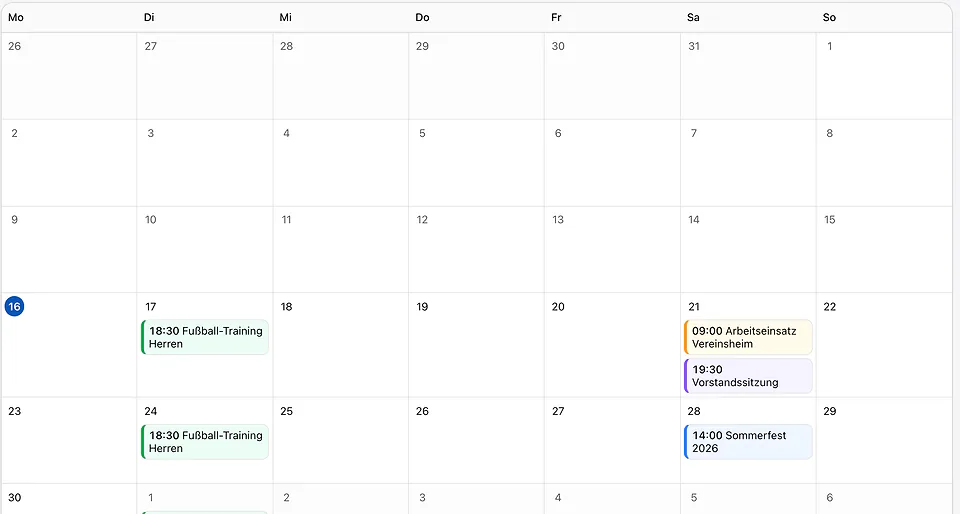 Mo Di Mi Do Fr Sa So
26 27 28 29 30 31 1
2 3 4 5 6 7 8
9 10 11 12 13 14 15
16 17 18 19 20 21 22
18:30 Fußball-Training
Herren
09:00 Arbeitseinsatz
Vereinsheim
19:30
Vorstandssitzung
23 24 25 26 27 28 29
18:30 Fußball-Training
Herren
14:00 Sommerfest
2026
30 1 2 3 4 5 6